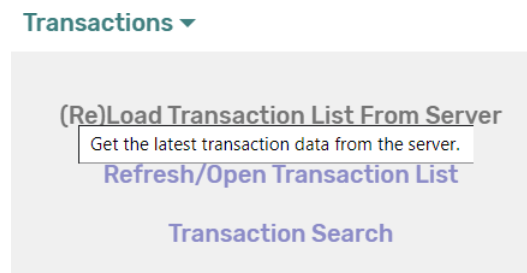 Transactions
(Re)Load Transaction List From Server
Get the latest transaction data from the server.
Refresh/Open Transaction List
Transaction Search